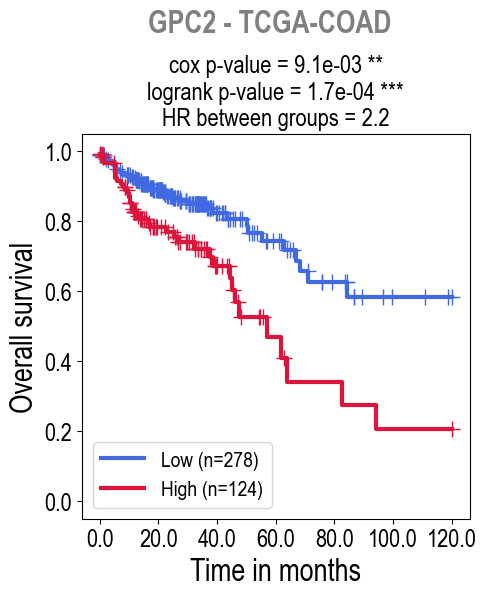 GPC2 - TCGA-COAD
cox p-value = 9.1e-03 **
logrank p-value = 1.7e-04 ***
HR between groups = 2.2
Overall survival
1.0
0.8
0.6
0.4
0.2
0.0
Low (n=278)
High (n=124)
0.0 20.0 40.0 60.0 80.0 100.0 120.0
Time in months